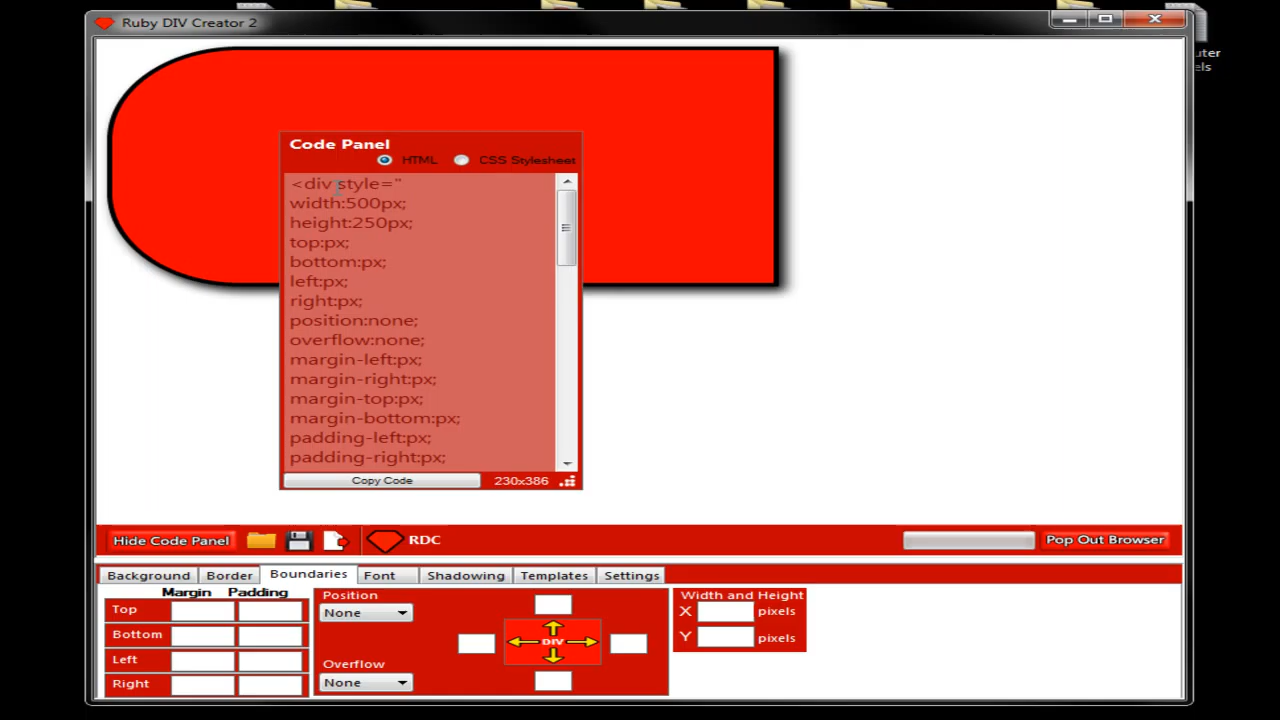 Ruby DIV Creator 2
uter
els
Code Panel
HTML CSS Stylesheet
<div style="
width:500px;
height:250px;
top:px;
bottom:px;
left:px;
right:px;
position:none;
overflow:none;
margin-left:px;
margin-right:px;
margin-top:px;
margin-bottom:px;
padding-left:px;
padding-right:px;
Copy Code 230x386
Hide Code Panel RDC Pop Out Browser
Background Border Boundaries Font Shadowing Templates Settings
Margin Padding
Top
Bottom
Left
Right
Position
None
DIV
Overflow
None
Width and Height
X pixels
Y pixels